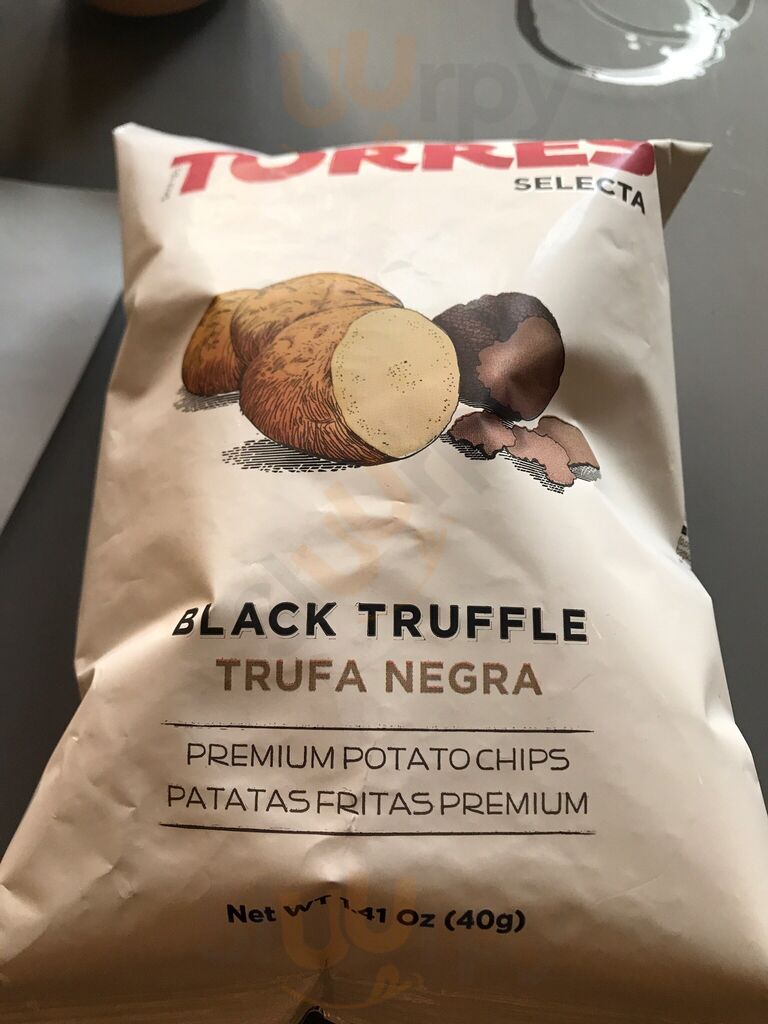 TORRES
SELECTA
BLACK TRUFFLE
TRUFA NEGRA
PREMIUM POTATO CHIPS
PATATAS FRITAS PREMIUM
Net WT 1.41 Oz (40g)